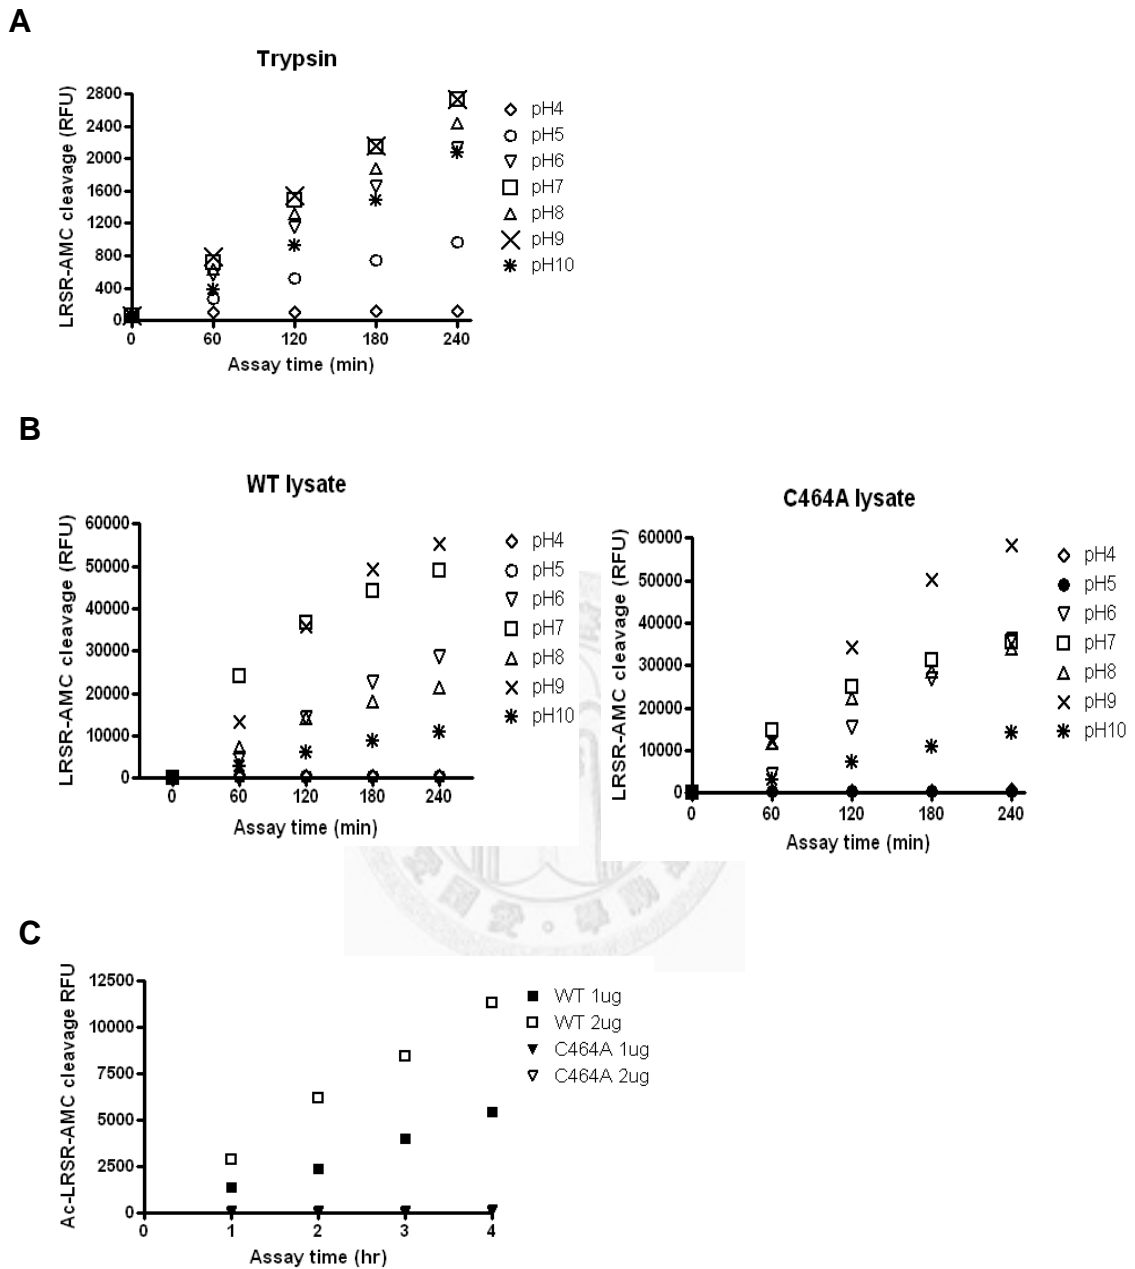 A
Trypsin
LRSR-AMC cleavage (RFU)
2800
2400
2000
1600
1200
800
400
0
0 60 120 180 240
Assay time (min)
pH4
pH5
pH6
pH7
pH8
pH9
pH10
B
WT lysate
LRSR-AMC cleavage (RFU)
60000
50000
40000
30000
20000
10000
0
0 60 120 180 240
Assay time (min)
pH4
pH5
pH6
pH7
pH8
pH9
pH10
C464A lysate
LRSR-AMC cleavage (RFU)
60000
50000
40000
30000
20000
10000
0
0 60 120 180 240
Assay time (min)
pH4
pH5
pH6
pH7
pH8
pH9
pH10
C
Ac-LRSR-AMC cleavage RFU
12500
10000
7500
5000
2500
0
0 1 2 3 4
Assay time (hr)
WT 1ug
WT 2ug
C464A 1ug
C464A 2ug